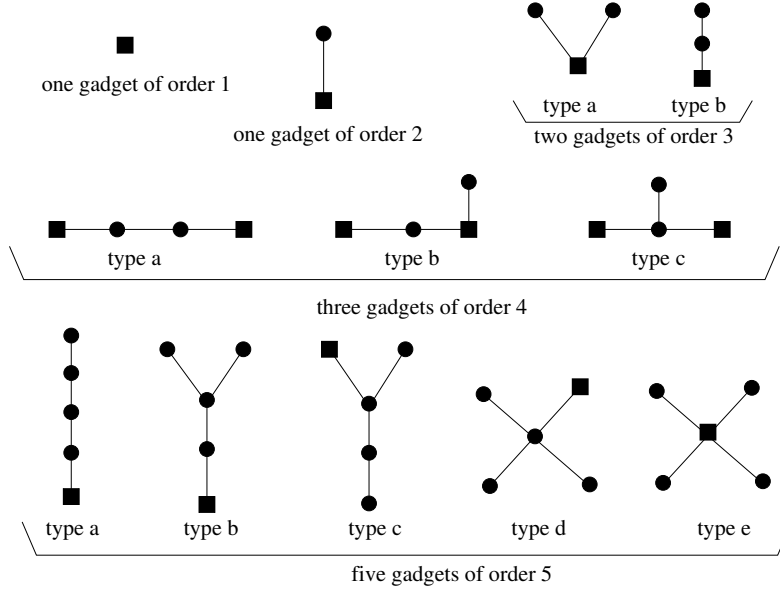 one gadget of order 1
one gadget of order 2
type a type b
two gadgets of order 3
type a type b type c
three gadgets of order 4
type a type b type c type d type e
five gadgets of order 5